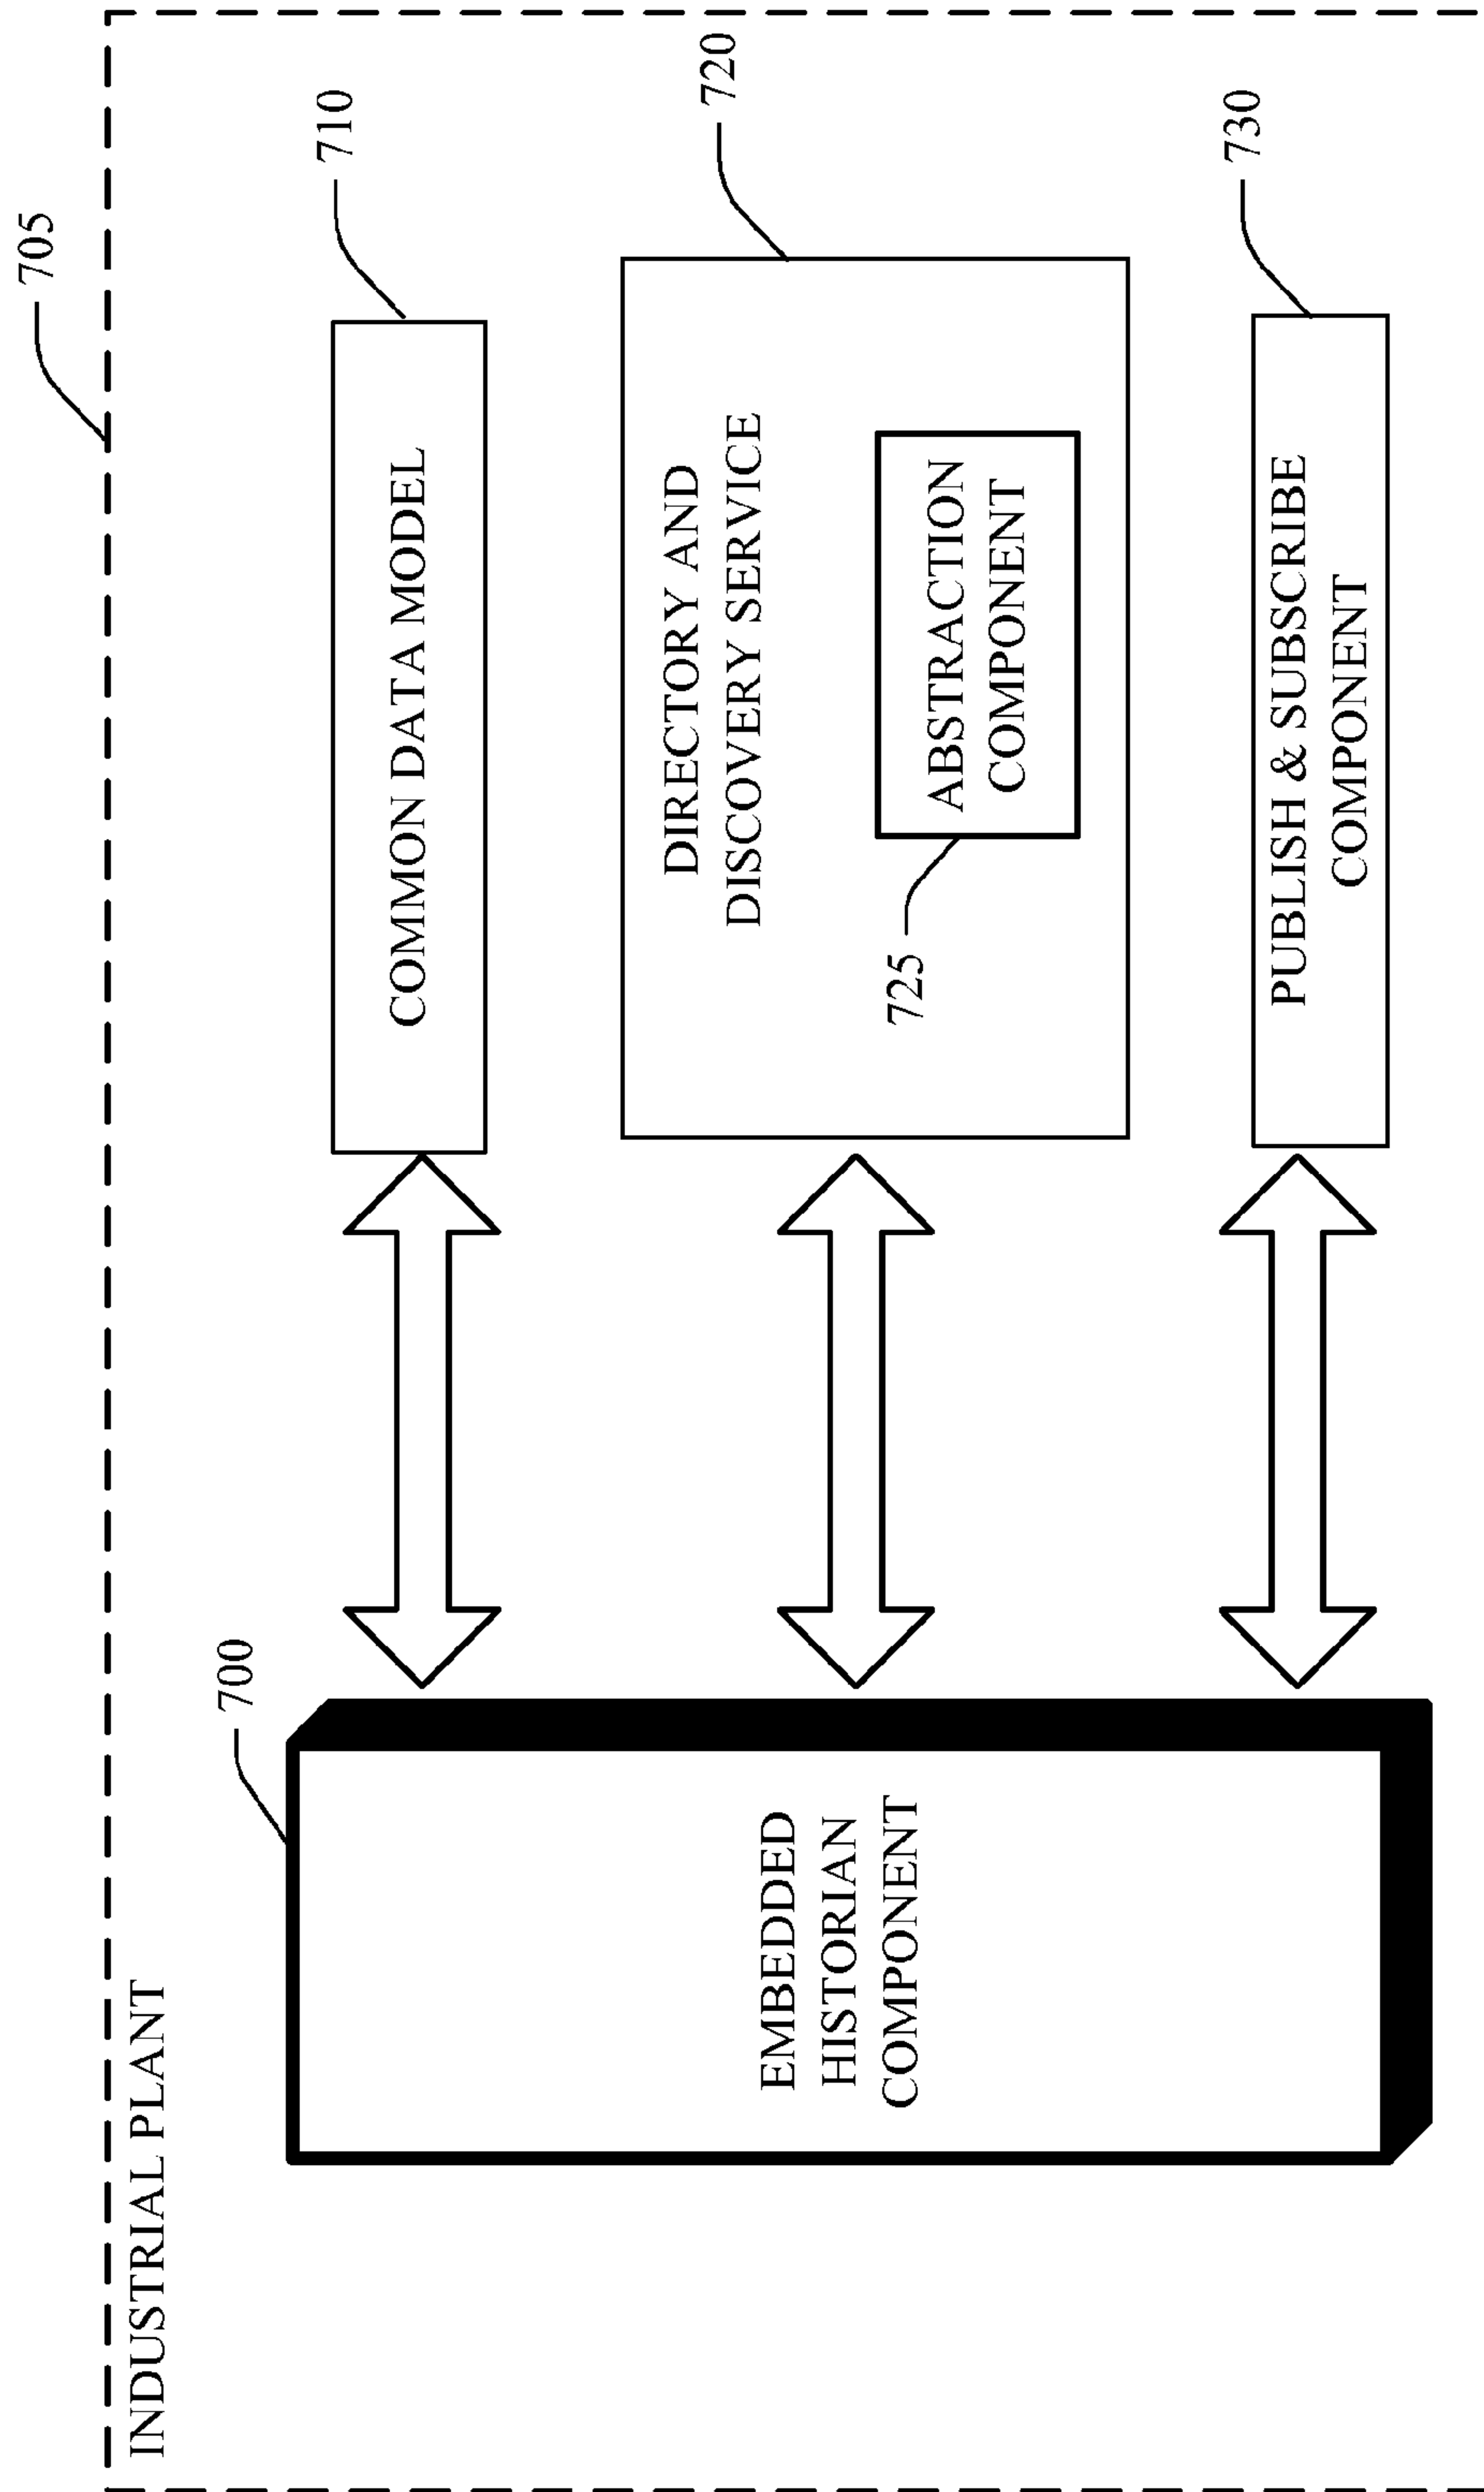 705
INDUSTRIAL PLANT
700
710
COMMON DATA MODEL
720
DIRECTORY AND
DISCOVERY SERVICE
ABSTRACTION
COMPONENT
725
EMBEDDED
HISTORIAN
COMPONENT
730
PUBLISH & SUBSCRIBE
COMPONENT